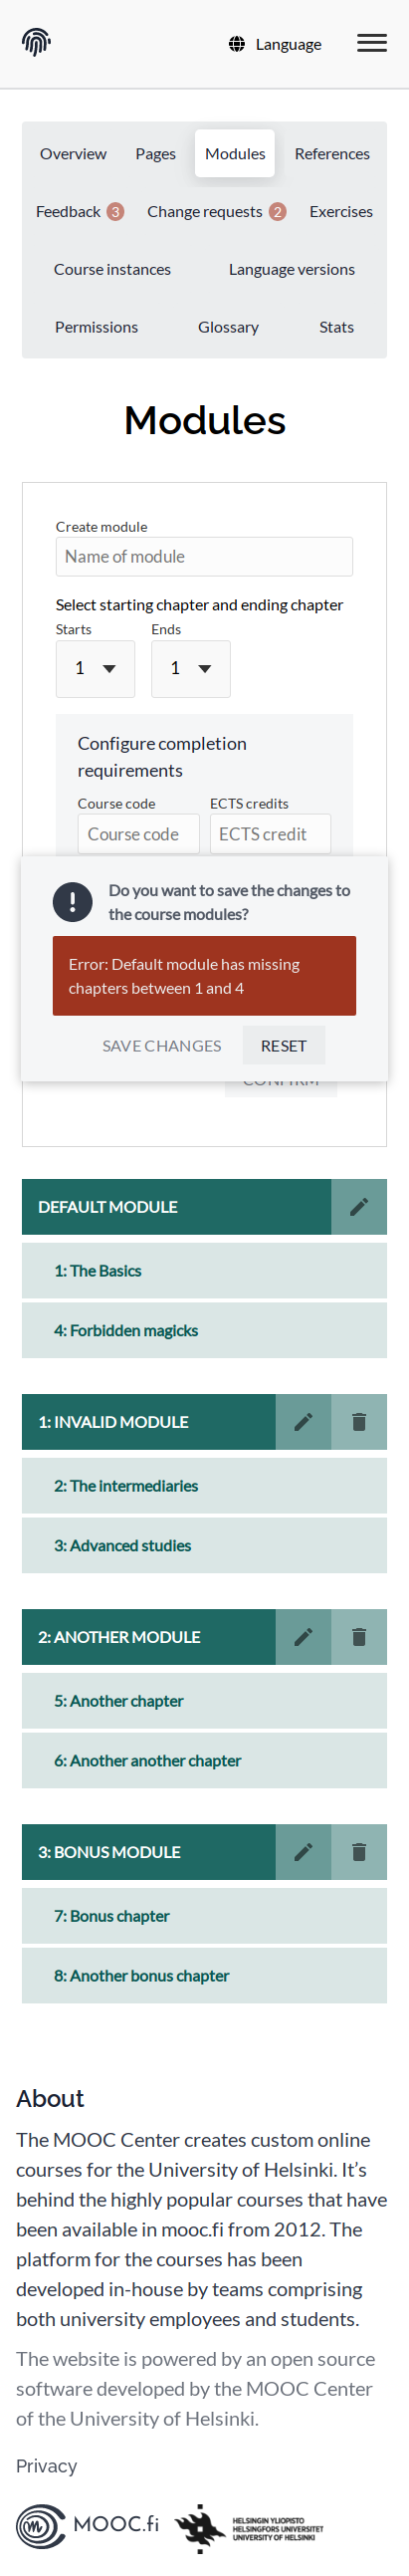 Language
Overview Pages Modules References
Feedback 3 Change requests 2 Exercises
Course instances Language versions
Permissions Glossary Stats
Modules
Create module
Name of module
Select starting chapter and ending chapter
Starts Ends
1 1
Configure completion
requirements
Course code ECTS credits
Course code ECTS credit
Do you want to save the changes to
the course modules?
Error: Default module has missing
chapters between 1 and 4
SAVE CHANGES RESET
CONFIRM
DEFAULT MODULE
1: The Basics
4: Forbidden magicks
1: INVALID MODULE
2: The intermediaries
3: Advanced studies
2: ANOTHER MODULE
5: Another chapter
6: Another another chapter
3: BONUS MODULE
7: Bonus chapter
8: Another bonus chapter
About
The MOOC Center creates custom online
courses for the University of Helsinki. It’s
behind the highly popular courses that have
been available in mooc.fi from 2012. The
platform for the courses has been
developed in-house by teams comprising
both university employees and students.
The website is powered by an open source
software developed by the MOOC Center
of the University of Helsinki.
Privacy
MOOC.fi
HELSINGIN YLIOPISTO
HELSINGFORS UNIVERSITET
UNIVERSITY OF HELSINKI